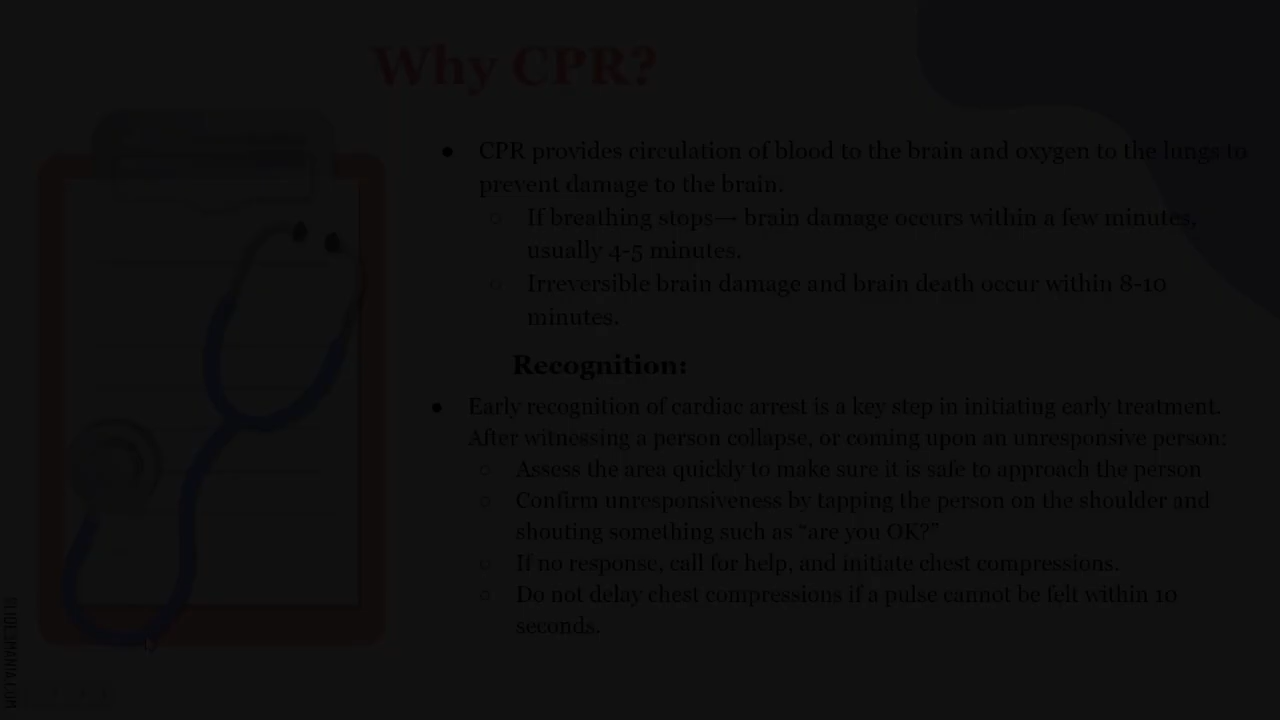 Why CPR?
● CPR provides circulation of blood to the brain and oxygen to the lungs to
prevent damage to the brain.
○ If breathing stops→ brain damage occurs within a few minutes,
usually 4-5 minutes.
○ Irreversible brain damage and brain death occur within 8-10
minutes.
Recognition:
● Early recognition of cardiac arrest is a key step in initiating early treatment.
After witnessing a person collapse, or coming upon an unresponsive person:
○ Assess the area quickly to make sure it is safe to approach the person
○ Confirm unresponsiveness by tapping the person on the shoulder and
shouting something such as “are you OK?”
○ If no response, call for help, and initiate chest compressions.
○ Do not delay chest compressions if a pulse cannot be felt within 10
seconds.
SLIDESMANIA.COM